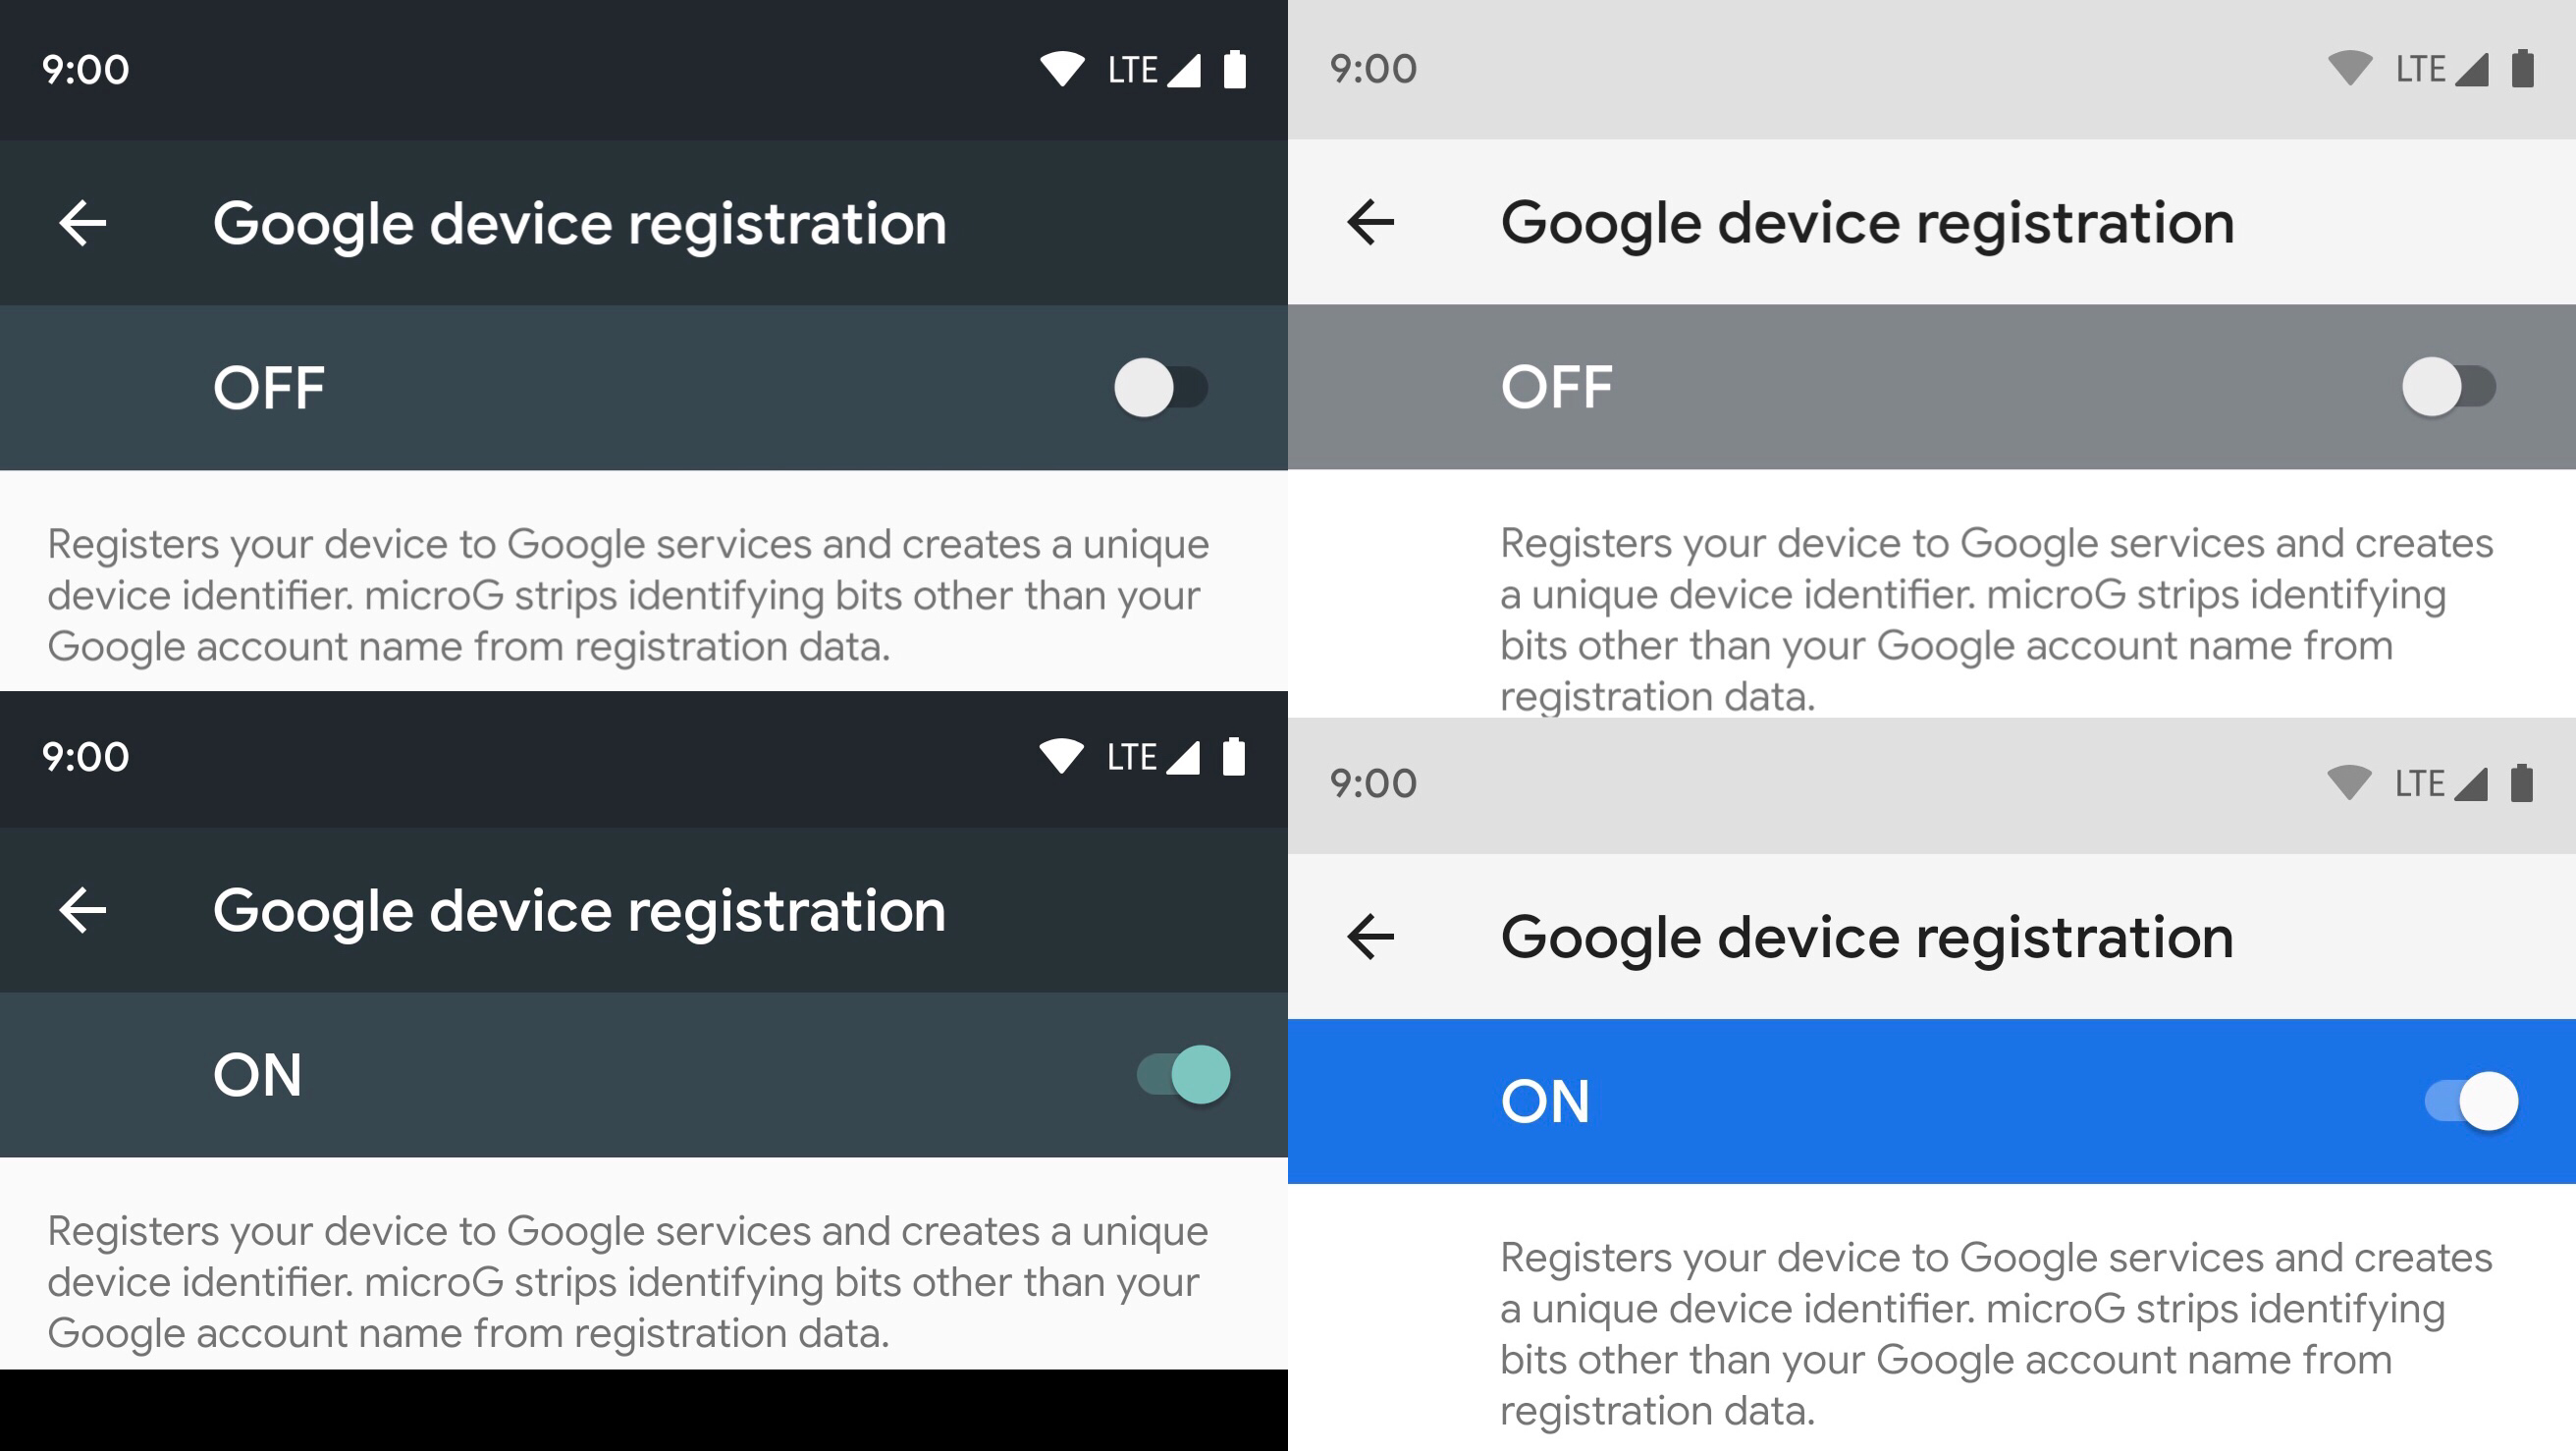 9:00 LTE
Google device registration
OFF
Registers your device to Google services and creates a unique
device identifier. microG strips identifying bits other than your
Google account name from registration data.
9:00 LTE
Google device registration
ON
Registers your device to Google services and creates a unique
device identifier. microG strips identifying bits other than your
Google account name from registration data.
9:00 LTE
Google device registration
OFF
Registers your device to Google services and creates
a unique device identifier. microG strips identifying
bits other than your Google account name from
registration data.
9:00 LTE
Google device registration
ON
Registers your device to Google services and creates
a unique device identifier. microG strips identifying
bits other than your Google account name from
registration data.